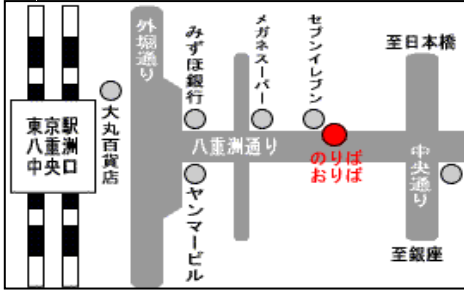 東京駅
八重洲
中央口
大丸百貨店
外堀通り
みずほ銀行
メガネスーパー
セブンイレブン
至日本橋
八重洲通り
のりば
おりば
中央通り
ヤンマービル
至銀座